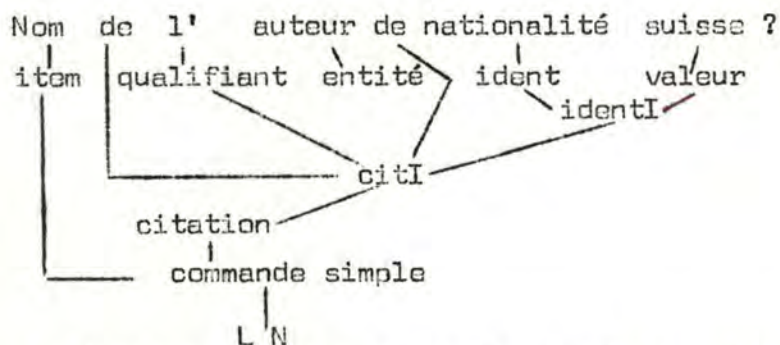 Nom de l' auteur de nationalité suisse ?
item qualifiant entité ident valeur
identI
citI
citation
commande simple
L N